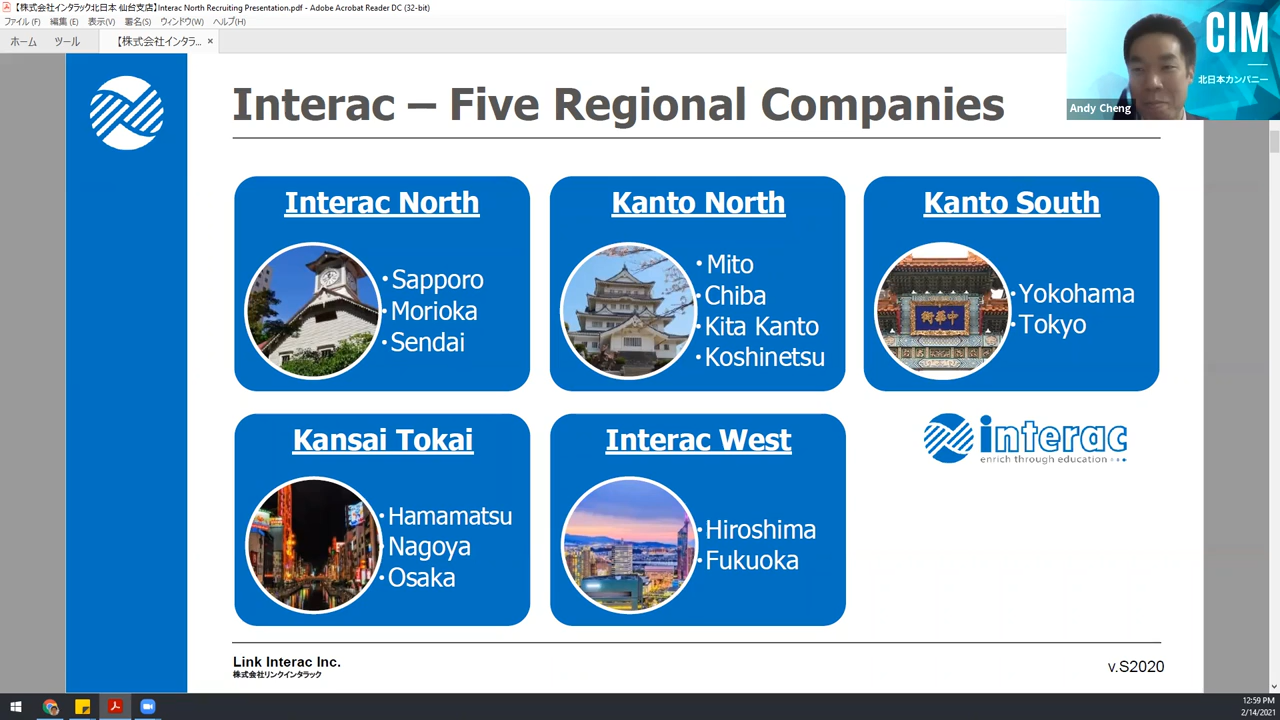 【株式会社インタラック北日本 仙台支店】Interac North Recruiting Presentation.pdf - Adobe Acrobat Reader DC (32-bit)
ファイル(F) 編集(E) 表示(V) 署名(S) ウィンドウ(W) ヘルプ(H)
ホーム ツール 【株式会社インタラ... ×
CIM
北日本カンパニー
Andy Cheng
Interac – Five Regional Companies
Interac North
•Sapporo
•Morioka
•Sendai
Kanto North
•Mito
•Chiba
•Kita Kanto
•Koshinetsu
Kanto South
中華街
•Yokohama
•Tokyo
Kansai Tokai
•Hamamatsu
•Nagoya
•Osaka
Interac West
•Hiroshima
•Fukuoka
interac
enrich through education
Link Interac Inc.
株式会社リンクインタラック
v.S2020
12:59 PM
2/14/2021